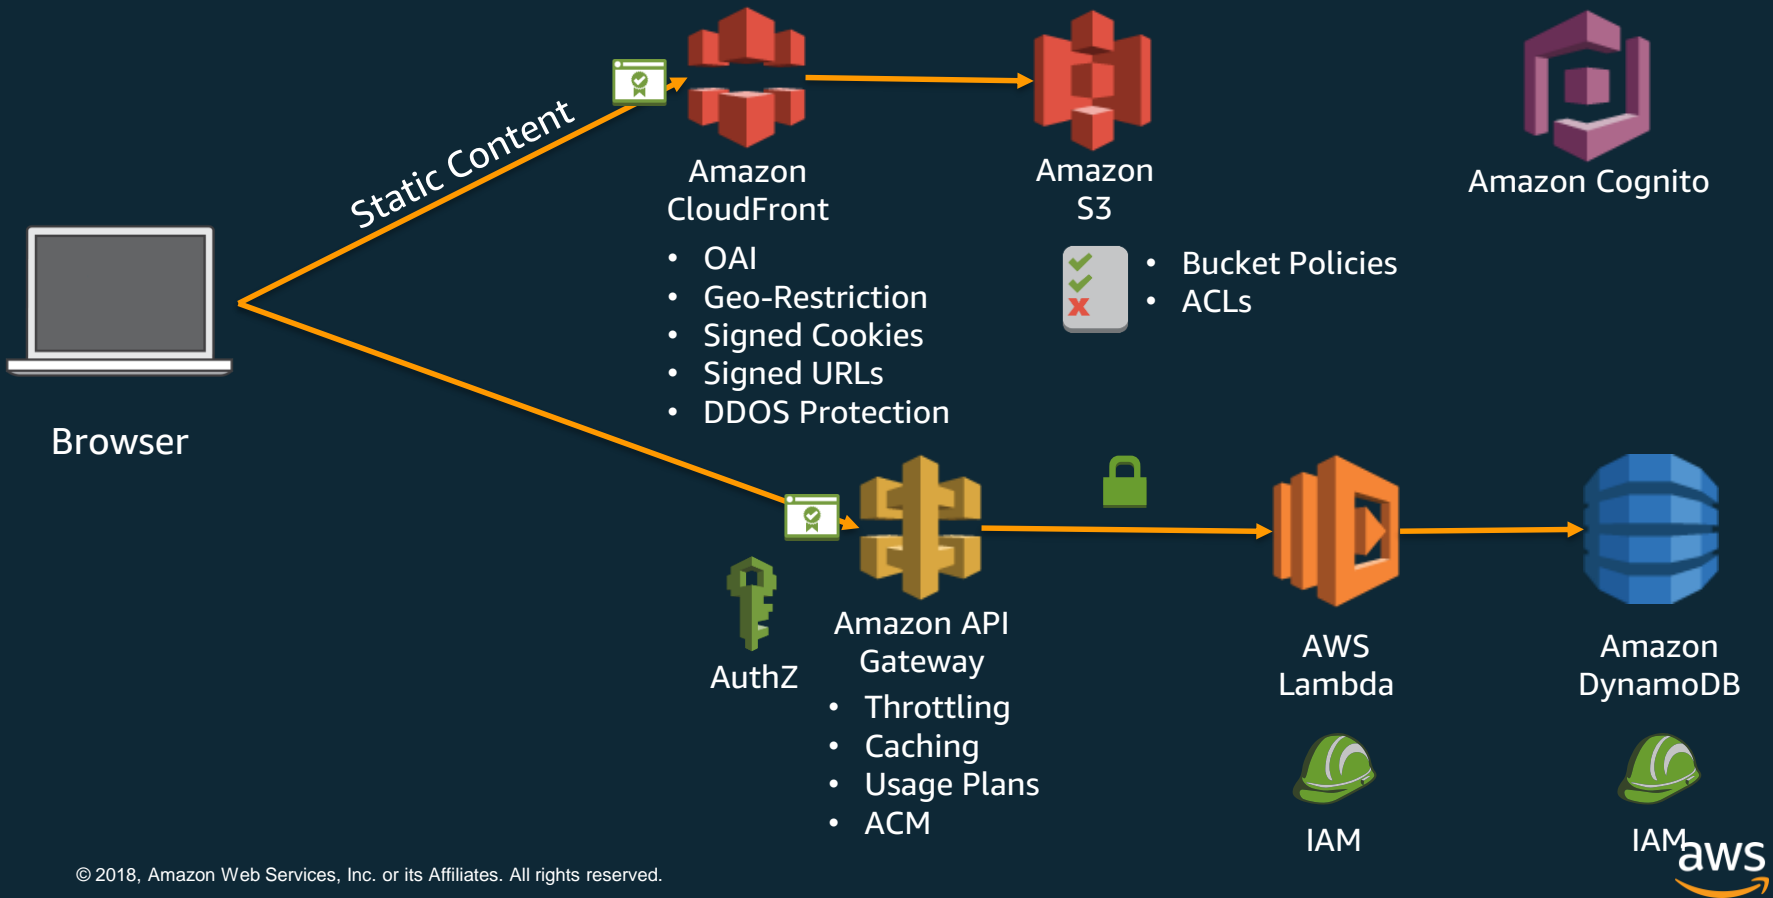 Static Content
Amazon
CloudFront
• OAI
• Geo-Restriction
• Signed Cookies
• Signed URLs
• DDOS Protection
Amazon
S3
• Bucket Policies
• ACLs
Amazon Cognito
Browser
AuthZ
Amazon API
Gateway
• Throttling
• Caching
• Usage Plans
• ACM
AWS
Lambda
IAM
Amazon
DynamoDB
IAM
© 2018, Amazon Web Services, Inc. or its Affiliates. All rights reserved.
aws